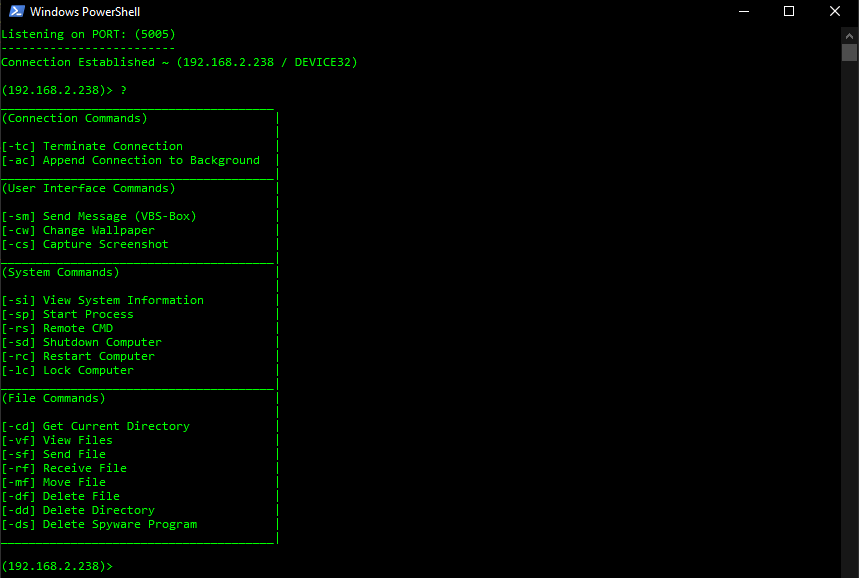 Windows PowerShell
Listening on PORT: (5005)
-------------------------
Connection Established ~ (192.168.2.238 / DEVICE32)
(192.168.2.238)> ?
(Connection Commands)
[-tc] Terminate Connection
[-ac] Append Connection to Background
(User Interface Commands)
[-sm] Send Message (VBS-Box)
[-cw] Change Wallpaper
[-cs] Capture Screenshot
(System Commands)
[-si] View System Information
[-sp] Start Process
[-rs] Remote CMD
[-sd] Shutdown Computer
[-rc] Restart Computer
[-lc] Lock Computer
(File Commands)
[-cd] Get Current Directory
[-vf] View Files
[-sf] Send File
[-rf] Receive File
[-mf] Move File
[-df] Delete File
[-dd] Delete Directory
[-ds] Delete Spyware Program
(192.168.2.238)>